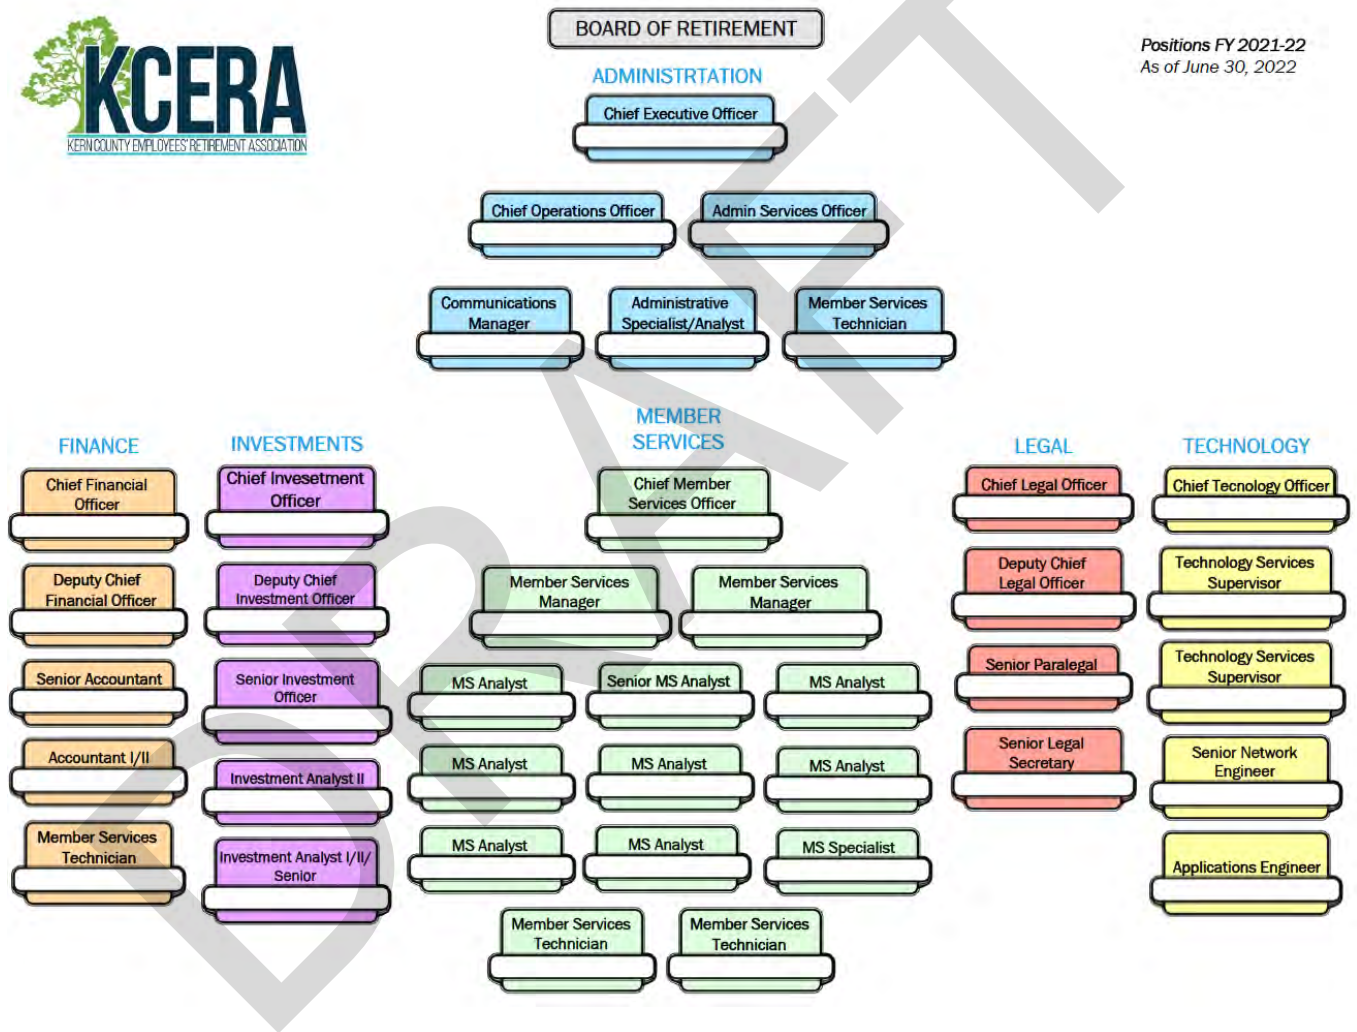 KCERA
KERN COUNTY EMPLOYEES' RETIREMENT ASSOCIATION
BOARD OF RETIREMENT
Positions FY 2021-22
As of June 30, 2022
ADMINISTRTATION
Chief Executive Officer
Chief Operations Officer
Admin Services Officer
Communications
Manager
Administrative
Specialist/Analyst
Member Services
Technician
FINANCE
Chief Financial
Officer
Deputy Chief
Financial Officer
Senior Accountant
Accountant I/II
Member Services
Technician
INVESTMENTS
Chief Invesetment
Officer
Deputy Chief
Investment Officer
Senior Investment
Officer
Investment Analyst II
Investment Analyst I/II/
Senior
MEMBER
SERVICES
Chief Member
Services Officer
Member Services
Manager
Member Services
Manager
MS Analyst
Senior MS Analyst
MS Analyst
MS Analyst
MS Analyst
MS Analyst
MS Analyst
MS Analyst
MS Specialist
Member Services
Technician
Member Services
Technician
LEGAL
Chief Legal Officer
Deputy Chief
Legal Officer
Senior Paralegal
Senior Legal
Secretary
TECHNOLOGY
Chief Tecnology Officer
Technology Services
Supervisor
Technology Services
Supervisor
Senior Network
Engineer
Applications Engineer
DRAFT